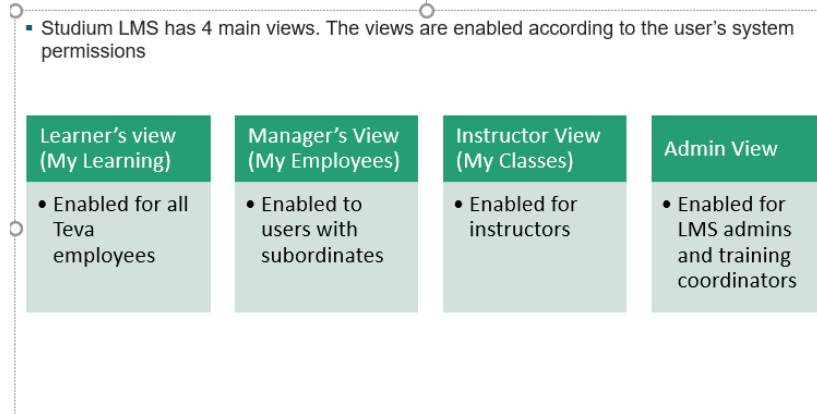 ▪ Studium LMS has 4 main views. The views are enabled according to the user’s system
permissions
Learner’s view
(My Learning)
• Enabled for all
Teva
employees
Manager’s View
(My Employees)
• Enabled to
users with
subordinates
Instructor View
(My Classes)
• Enabled for
instructors
Admin View
• Enabled for
LMS admins
and training
coordinators